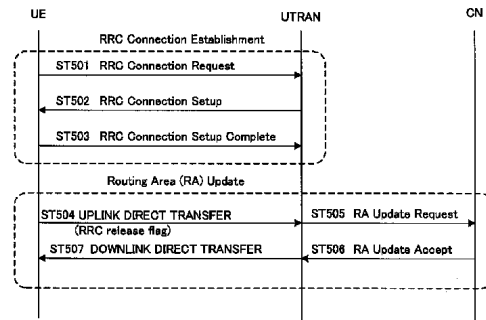 UE
UTRAN
CN
RRC Connection Establishment
ST501 RRC Connection Request
ST502 RRC Connection Setup
ST503 RRC Connection Setup Complete
Routing Area (RA) Update
ST504 UPLINK DIRECT TRANSFER
(RRC release flag)
ST505 RA Update Request
ST507 DOWNLINK DIRECT TRANSFER
ST506 RA Update Accept